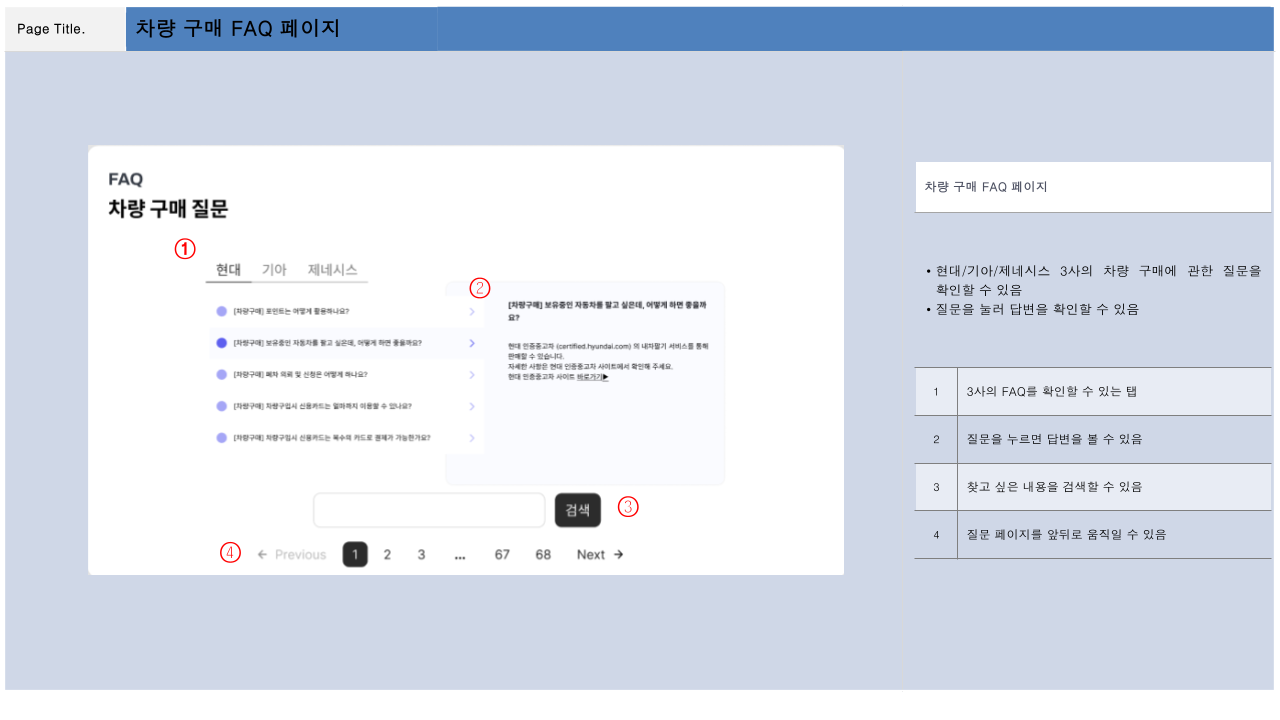 Page Title.
차량 구매 FAQ 페이지
FAQ
차량 구매 질문
①
현대 기아 제네시스
②
[차량구매] 포인트는 어떻게 활용하나요?
[차량구매] 보유중인 자동차를 팔고 싶은데, 어떻게 하면 좋을까요?
[차량구매] 폐차 의뢰 및 신청은 어떻게 하나요?
[차량구매] 차량구입시 신용카드는 얼마까지 이용할 수 있나요?
[차량구매] 차량구입시 신용카드는 복수의 카드로 결제가 가능한가요?
[차량구매] 보유중인 자동차를 팔고 싶은데, 어떻게 하면 좋을까
요?
현대 인증중고차 (certified.hyundai.com) 의 내차팔기 서비스를 통해
판매할 수 있습니다.
자세한 사항은 현대 인증중고차 사이트에서 확인해 주세요.
현대 인증중고차 사이트 바로가기▶
검색
③
④
← Previous 1 2 3 ... 67 68 Next →
차량 구매 FAQ 페이지
• 현대/기아/제네시스 3사의 차량 구매에 관한 질문을
확인할 수 있음
• 질문을 눌러 답변을 확인할 수 있음
1 3사의 FAQ를 확인할 수 있는 탭
2 질문을 누르면 답변을 볼 수 있음
3 찾고 싶은 내용을 검색할 수 있음
4 질문 페이지를 앞뒤로 움직일 수 있음